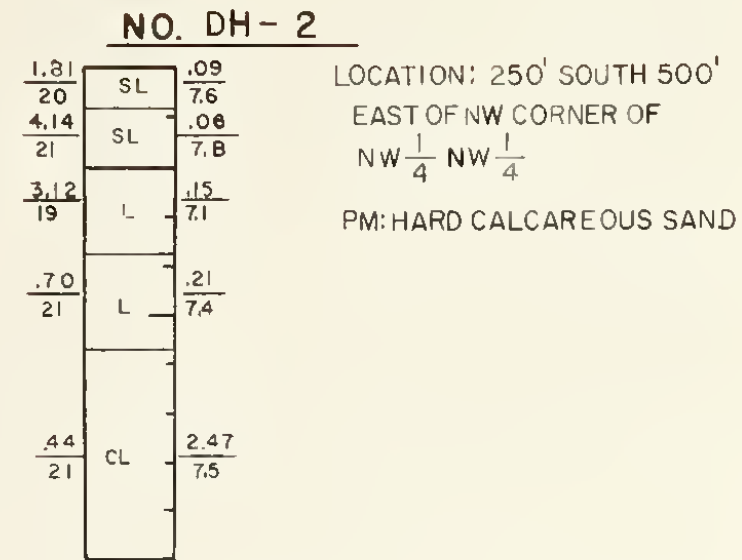 NO. DH-2
1.81 SL .09
20 7.6
4.14 SL .06
21 7.8
3.12 L .15
19 7.1
.70 L .21
21 7.4
.44 CL 2.47
21 7.5
LOCATION: 250' SOUTH 500'
EAST OF NW CORNER OF
NW 1/4 NW 1/4
PM: HARD CALCAREOUS SAND